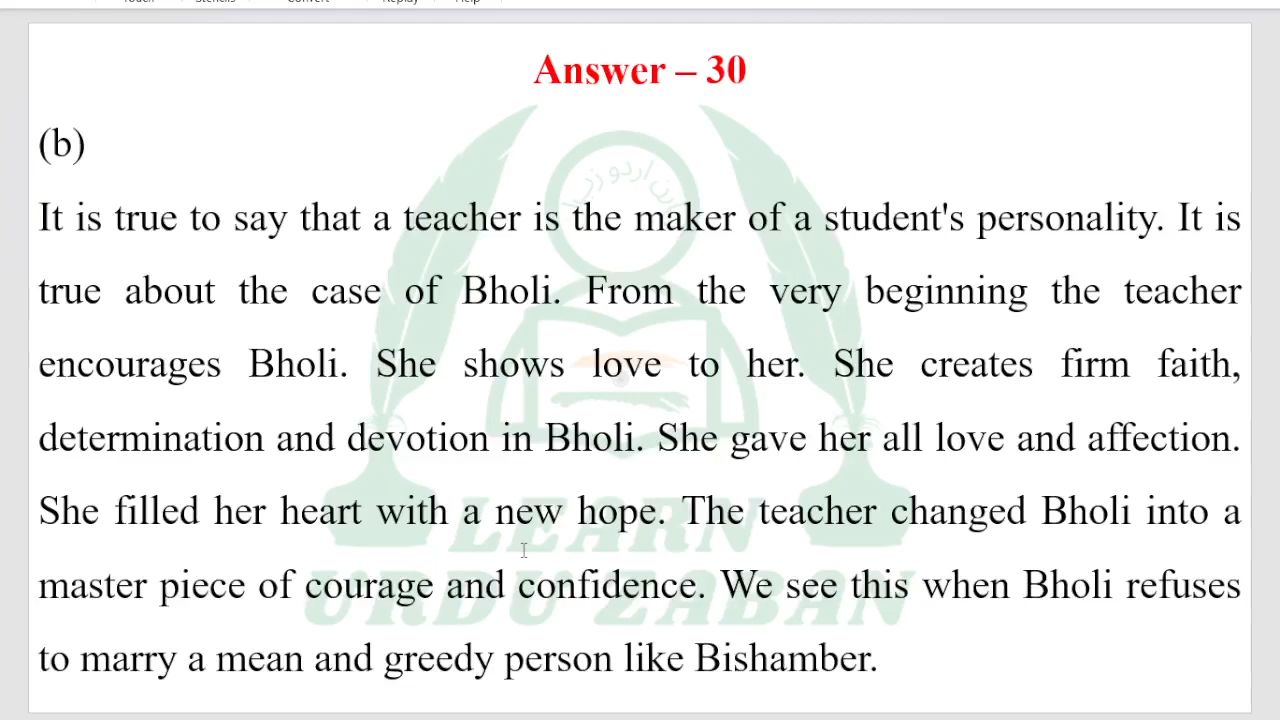 Answer – 30
(b)
It is true to say that a teacher is the maker of a student's personality. It is
true about the case of Bholi. From the very beginning the teacher
encourages Bholi. She shows love to her. She creates firm faith,
determination and devotion in Bholi. She gave her all love and affection.
She filled her heart with a new hope. The teacher changed Bholi into a
master piece of courage and confidence. We see this when Bholi refuses
to marry a mean and greedy person like Bishamber.
LEARN
URDU ZABAN